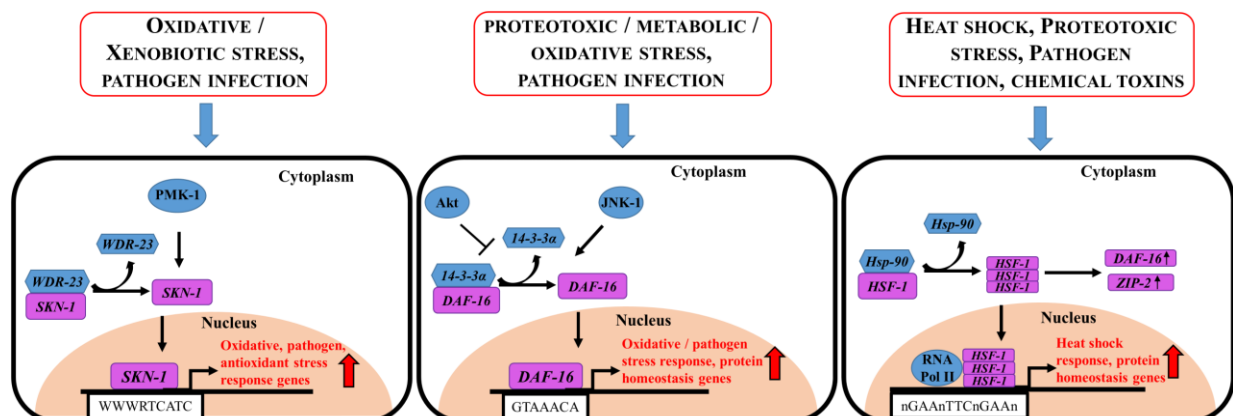 OXIDATIVE /
XENOBIOTIC STRESS,
PATHOGEN INFECTION
Cytoplasm
PMK-1
WDR-23
WDR-23
SKN-1
SKN-1
Nucleus
Oxidative, pathogen,
antioxidant stress
response genes
SKN-1
WWWRTCATC
PROTEOTOXIC / METABOLIC /
OXIDATIVE STRESS,
PATHOGEN INFECTION
Cytoplasm
Akt
JNK-1
14-3-3α
14-3-3α
DAF-16
DAF-16
Nucleus
Oxidative / pathogen
stress response, protein
homeostasis genes
DAF-16
GTAAACA
HEAT SHOCK, PROTEOTOXIC
STRESS, PATHOGEN
INFECTION, CHEMICAL TOXINS
Cytoplasm
Hsp-90
Hsp-90
HSF-1
HSF-1
HSF-1
HSF-1
DAF-16
ZIP-2
Nucleus
RNA
Pol II
HSF-1
HSF-1
HSF-1
Heat shock
response, protein
homeostasis genes
nGAAnTTCnGAAn